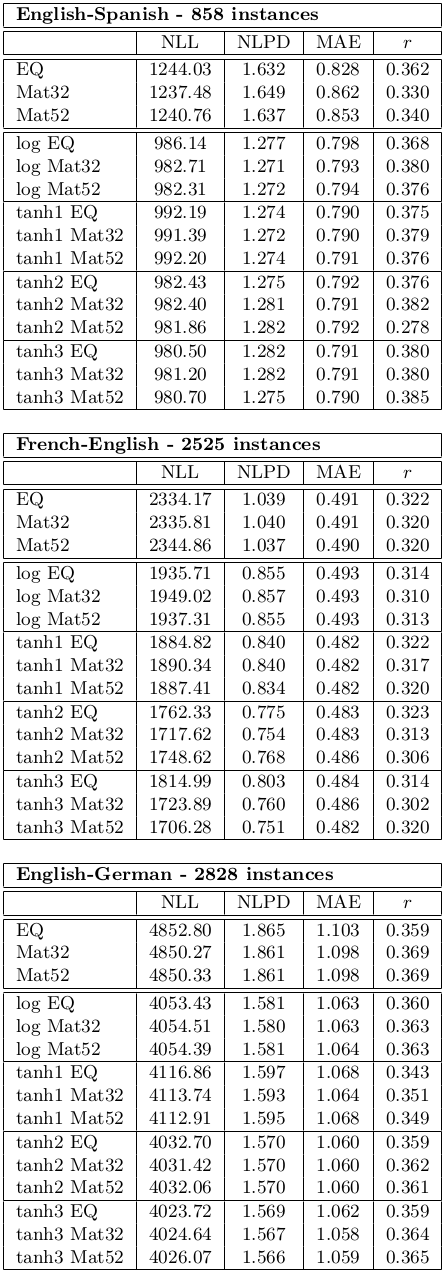 English-Spanish - 858 instances
NLL NLPD MAE r
EQ 1244.03 1.632 0.828 0.362
Mat32 1237.48 1.649 0.862 0.330
Mat52 1240.76 1.637 0.853 0.340
log EQ 986.14 1.277 0.798 0.368
log Mat32 982.71 1.271 0.793 0.380
log Mat52 982.31 1.272 0.794 0.376
tanh1 EQ 992.19 1.274 0.790 0.375
tanh1 Mat32 991.39 1.272 0.790 0.379
tanh1 Mat52 992.20 1.274 0.791 0.376
tanh2 EQ 982.43 1.275 0.792 0.376
tanh2 Mat32 982.40 1.281 0.791 0.382
tanh2 Mat52 981.86 1.282 0.792 0.278
tanh3 EQ 980.50 1.282 0.791 0.380
tanh3 Mat32 981.20 1.282 0.791 0.380
tanh3 Mat52 980.70 1.275 0.790 0.385
French-English - 2525 instances
NLL NLPD MAE r
EQ 2334.17 1.039 0.491 0.322
Mat32 2335.81 1.040 0.491 0.320
Mat52 2344.86 1.037 0.490 0.320
log EQ 1935.71 0.855 0.493 0.314
log Mat32 1949.02 0.857 0.493 0.310
log Mat52 1937.31 0.855 0.493 0.313
tanh1 EQ 1884.82 0.840 0.482 0.322
tanh1 Mat32 1890.34 0.840 0.482 0.317
tanh1 Mat52 1887.41 0.834 0.482 0.320
tanh2 EQ 1762.33 0.775 0.483 0.323
tanh2 Mat32 1717.62 0.754 0.483 0.313
tanh2 Mat52 1748.62 0.768 0.486 0.306
tanh3 EQ 1814.99 0.803 0.484 0.314
tanh3 Mat32 1723.89 0.760 0.486 0.302
tanh3 Mat52 1706.28 0.751 0.482 0.320
English-German - 2828 instances
NLL NLPD MAE r
EQ 4852.80 1.865 1.103 0.359
Mat32 4850.27 1.861 1.098 0.369
Mat52 4850.33 1.861 1.098 0.369
log EQ 4053.43 1.581 1.063 0.360
log Mat32 4054.51 1.580 1.063 0.363
log Mat52 4054.39 1.581 1.064 0.363
tanh1 EQ 4116.86 1.597 1.068 0.343
tanh1 Mat32 4113.74 1.593 1.064 0.351
tanh1 Mat52 4112.91 1.595 1.068 0.349
tanh2 EQ 4032.70 1.570 1.060 0.359
tanh2 Mat32 4031.42 1.570 1.060 0.362
tanh2 Mat52 4032.06 1.570 1.060 0.361
tanh3 EQ 4023.72 1.569 1.062 0.359
tanh3 Mat32 4024.64 1.567 1.058 0.364
tanh3 Mat52 4026.07 1.566 1.059 0.365